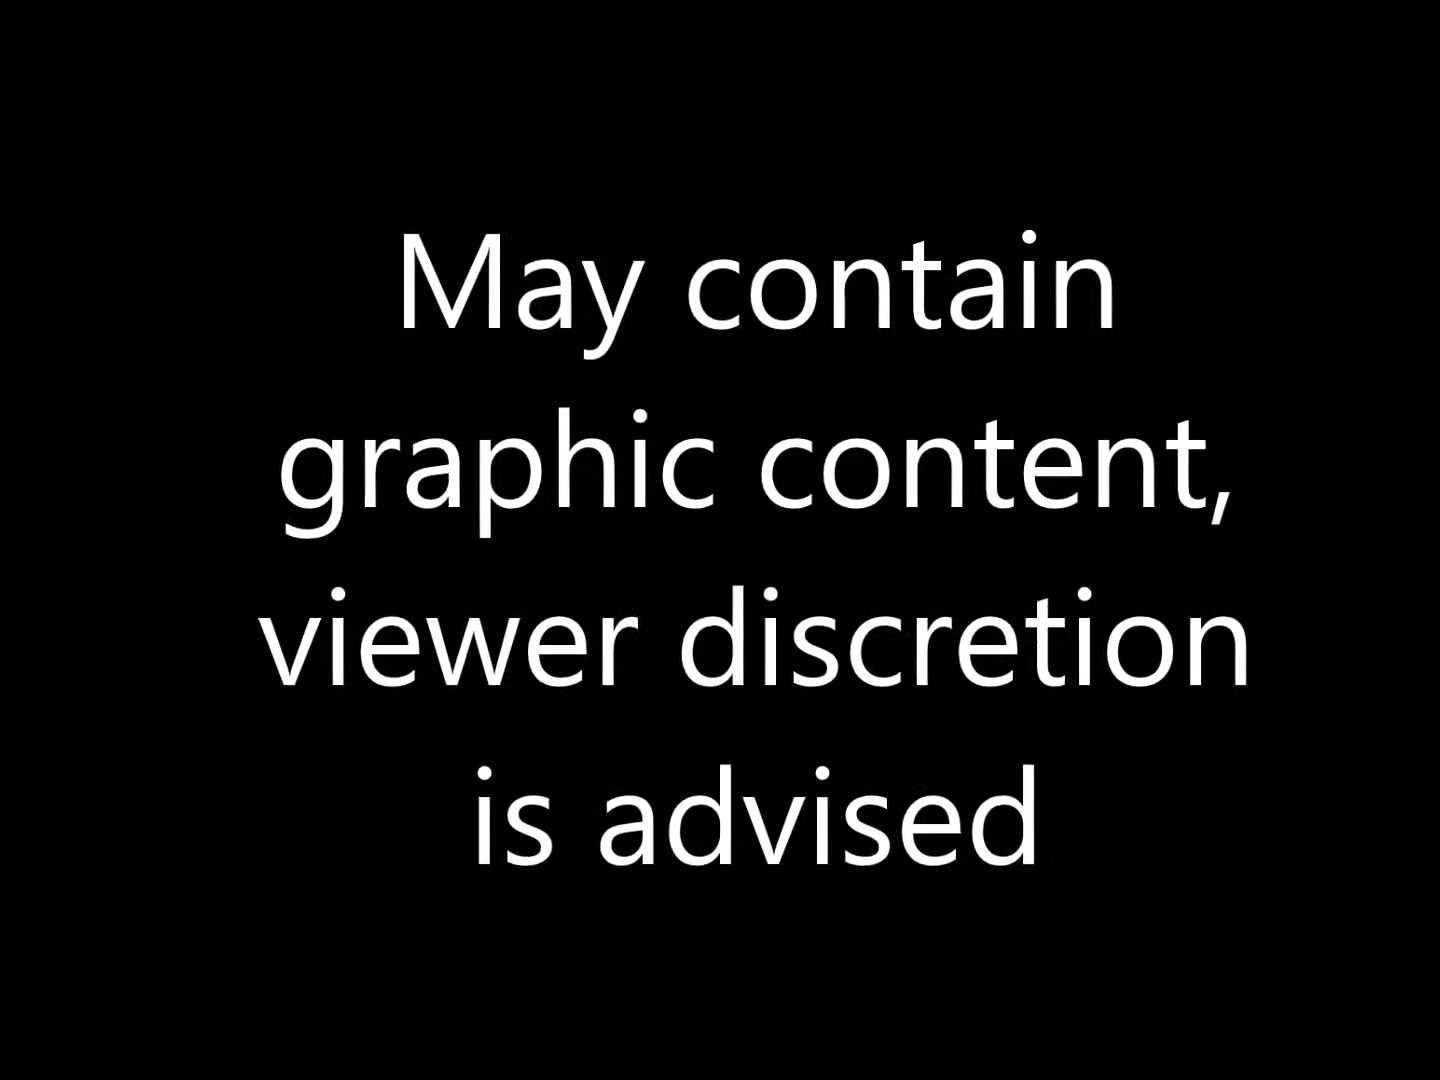 May contain
graphic content,
viewer discretion
is advised